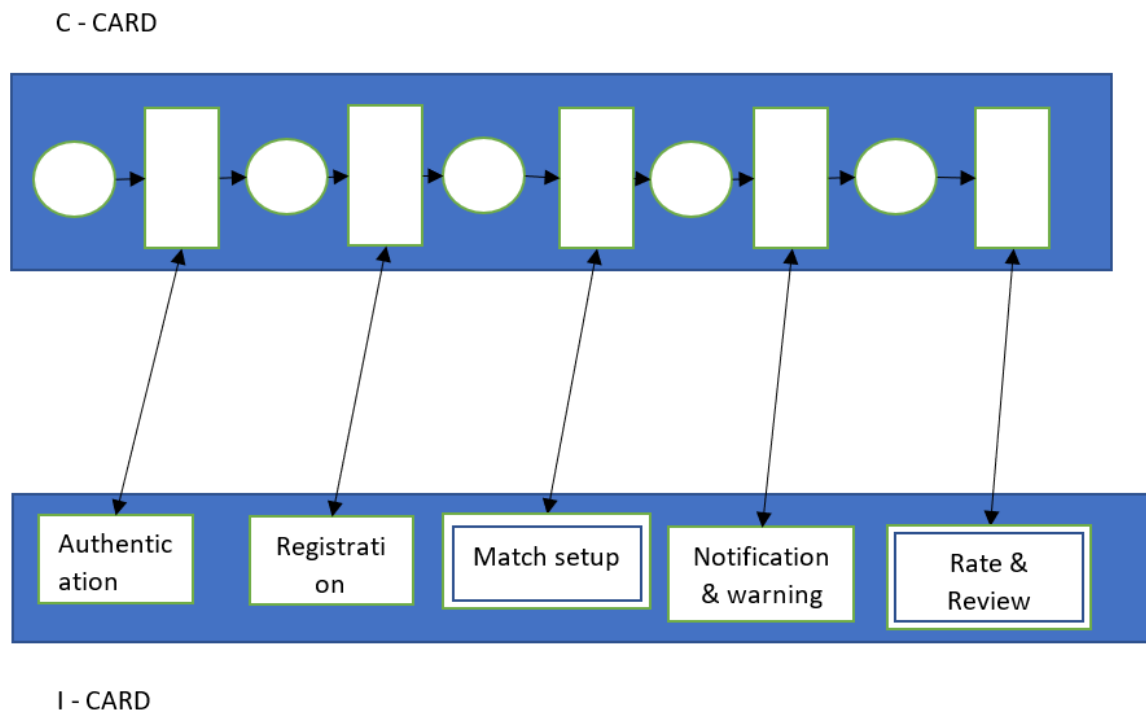 C - CARD
Authentic
ation
Registrati
on
Match setup
Notification
& warning
Rate &
Review
I - CARD